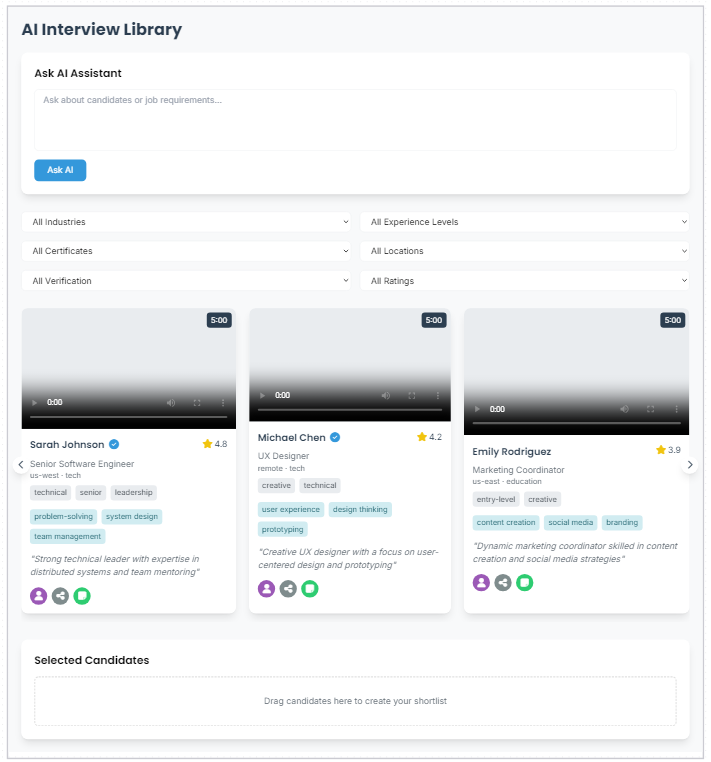 AI Interview Library
Ask AI Assistant
Ask about candidates or job requirements...
Ask AI
All Industries
All Experience Levels
All Certificates
All Locations
All Verification
All Ratings
5:00
0:00
Sarah Johnson
4.8
Senior Software Engineer
us-west · tech
technical senior leadership
problem-solving system design
team management
"Strong technical leader with expertise in
distributed systems and team mentoring"
5:00
0:00
Michael Chen
4.2
UX Designer
remote · tech
creative technical
user experience design thinking
prototyping
"Creative UX designer with a focus on user-
centered design and prototyping"
5:00
0:00
Emily Rodriguez
3.9
Marketing Coordinator
us-east · education
entry-level creative
content creation social media branding
"Dynamic marketing coordinator skilled in content
creation and social media strategies"
Selected Candidates
Drag candidates here to create your shortlist